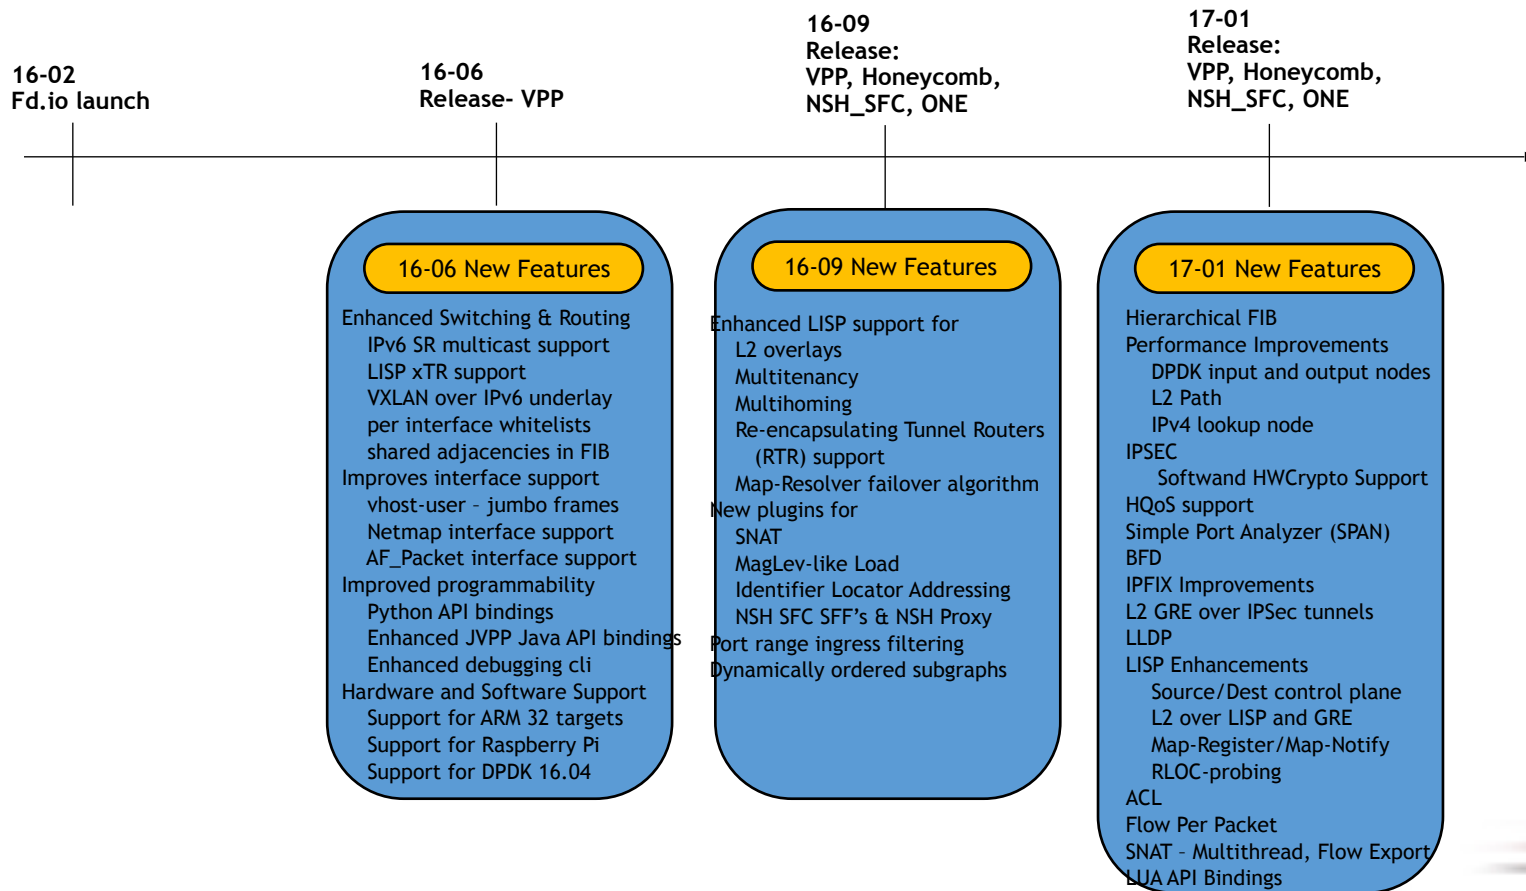 16-02
Fd.io launch
16-06
Release- VPP
16-09
Release:
VPP, Honeycomb,
NSH_SFC, ONE
17-01
Release:
VPP, Honeycomb,
NSH_SFC, ONE
16-06 New Features
Enhanced Switching & Routing
IPv6 SR multicast support
LISP xTR support
VXLAN over IPv6 underlay
per interface whitelists
shared adjacencies in FIB
Improves interface support
vhost-user – jumbo frames
Netmap interface support
AF_Packet interface support
Improved programmability
Python API bindings
Enhanced JVPP Java API bindings
Enhanced debugging cli
Hardware and Software Support
Support for ARM 32 targets
Support for Raspberry Pi
Support for DPDK 16.04
16-09 New Features
Enhanced LISP support for
L2 overlays
Multitenancy
Multihoming
Re-encapsulating Tunnel Routers
(RTR) support
Map-Resolver failover algorithm
New plugins for
SNAT
MagLev-like Load
Identifier Locator Addressing
NSH SFC SFF's & NSH Proxy
Port range ingress filtering
Dynamically ordered subgraphs
17-01 New Features
Hierarchical FIB
Performance Improvements
DPDK input and output nodes
L2 Path
IPv4 lookup node
IPSEC
Softwand HWCrypto Support
HQoS support
Simple Port Analyzer (SPAN)
BFD
IPFIX Improvements
L2 GRE over IPSec tunnels
LLDP
LISP Enhancements
Source/Dest control plane
L2 over LISP and GRE
Map-Register/Map-Notify
RLOC-probing
ACL
Flow Per Packet
SNAT – Multithread, Flow Export
LUA API Bindings